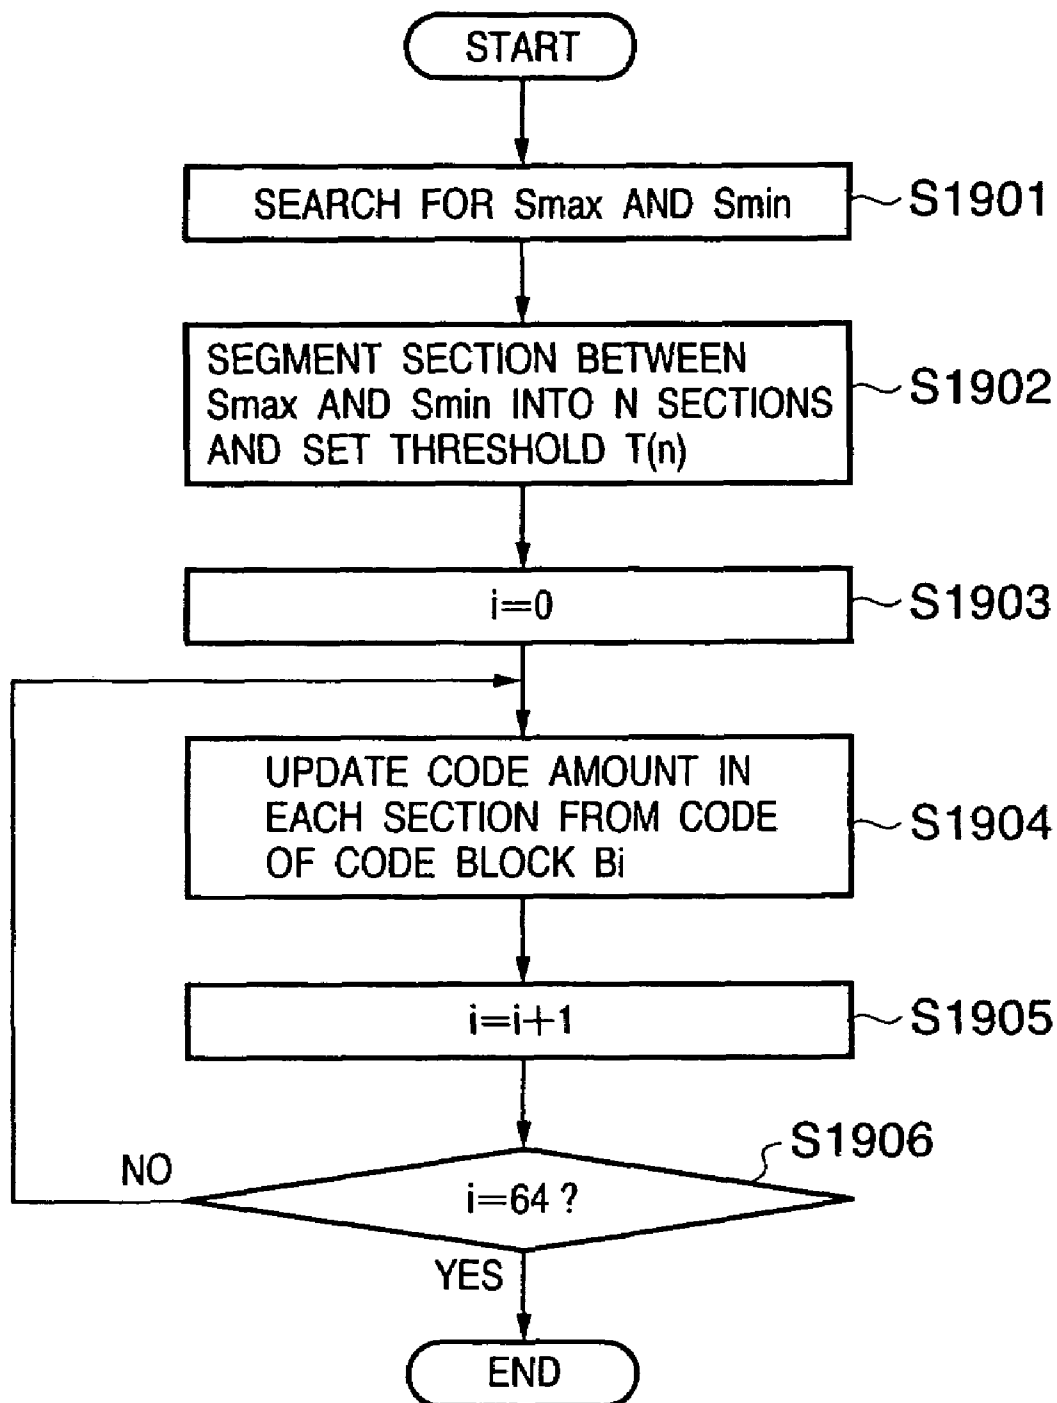 START
SEARCH FOR Smax AND Smin
S1901
SEGMENT SECTION BETWEEN
Smax AND Smin INTO N SECTIONS
AND SET THRESHOLD T(n)
S1902
i=0
S1903
UPDATE CODE AMOUNT IN
EACH SECTION FROM CODE
OF CODE BLOCK Bi
S1904
i=i+1
S1905
S1906
NO
i=64 ?
YES
END